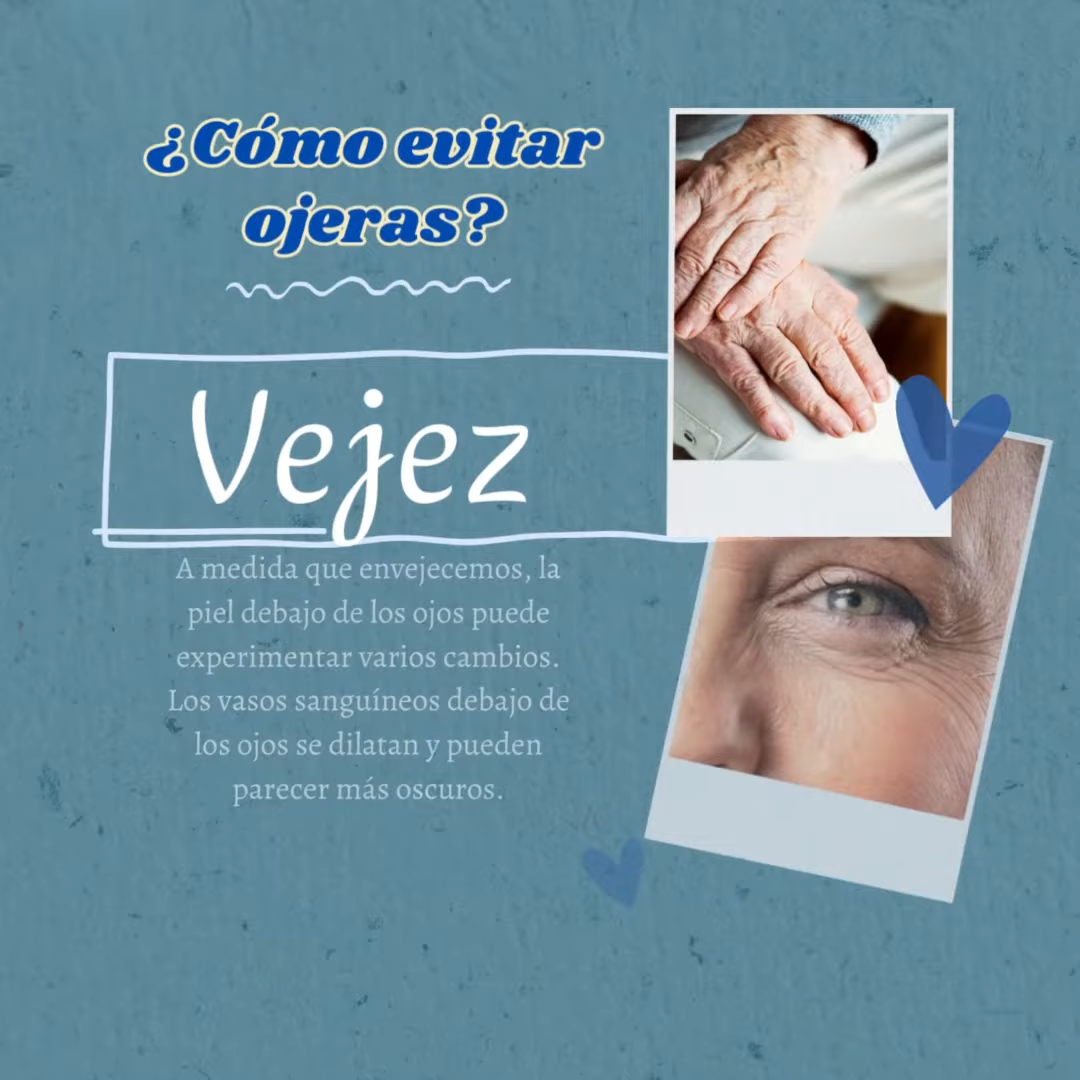 ¿Cómo evitar
ojeras?
Vejez
A medida que envejecemos, la
piel debajo de los ojos puede
experimentar varios cambios.
Los vasos sanguíneos debajo de
los ojos se dilatan y pueden
parecer más oscuros.